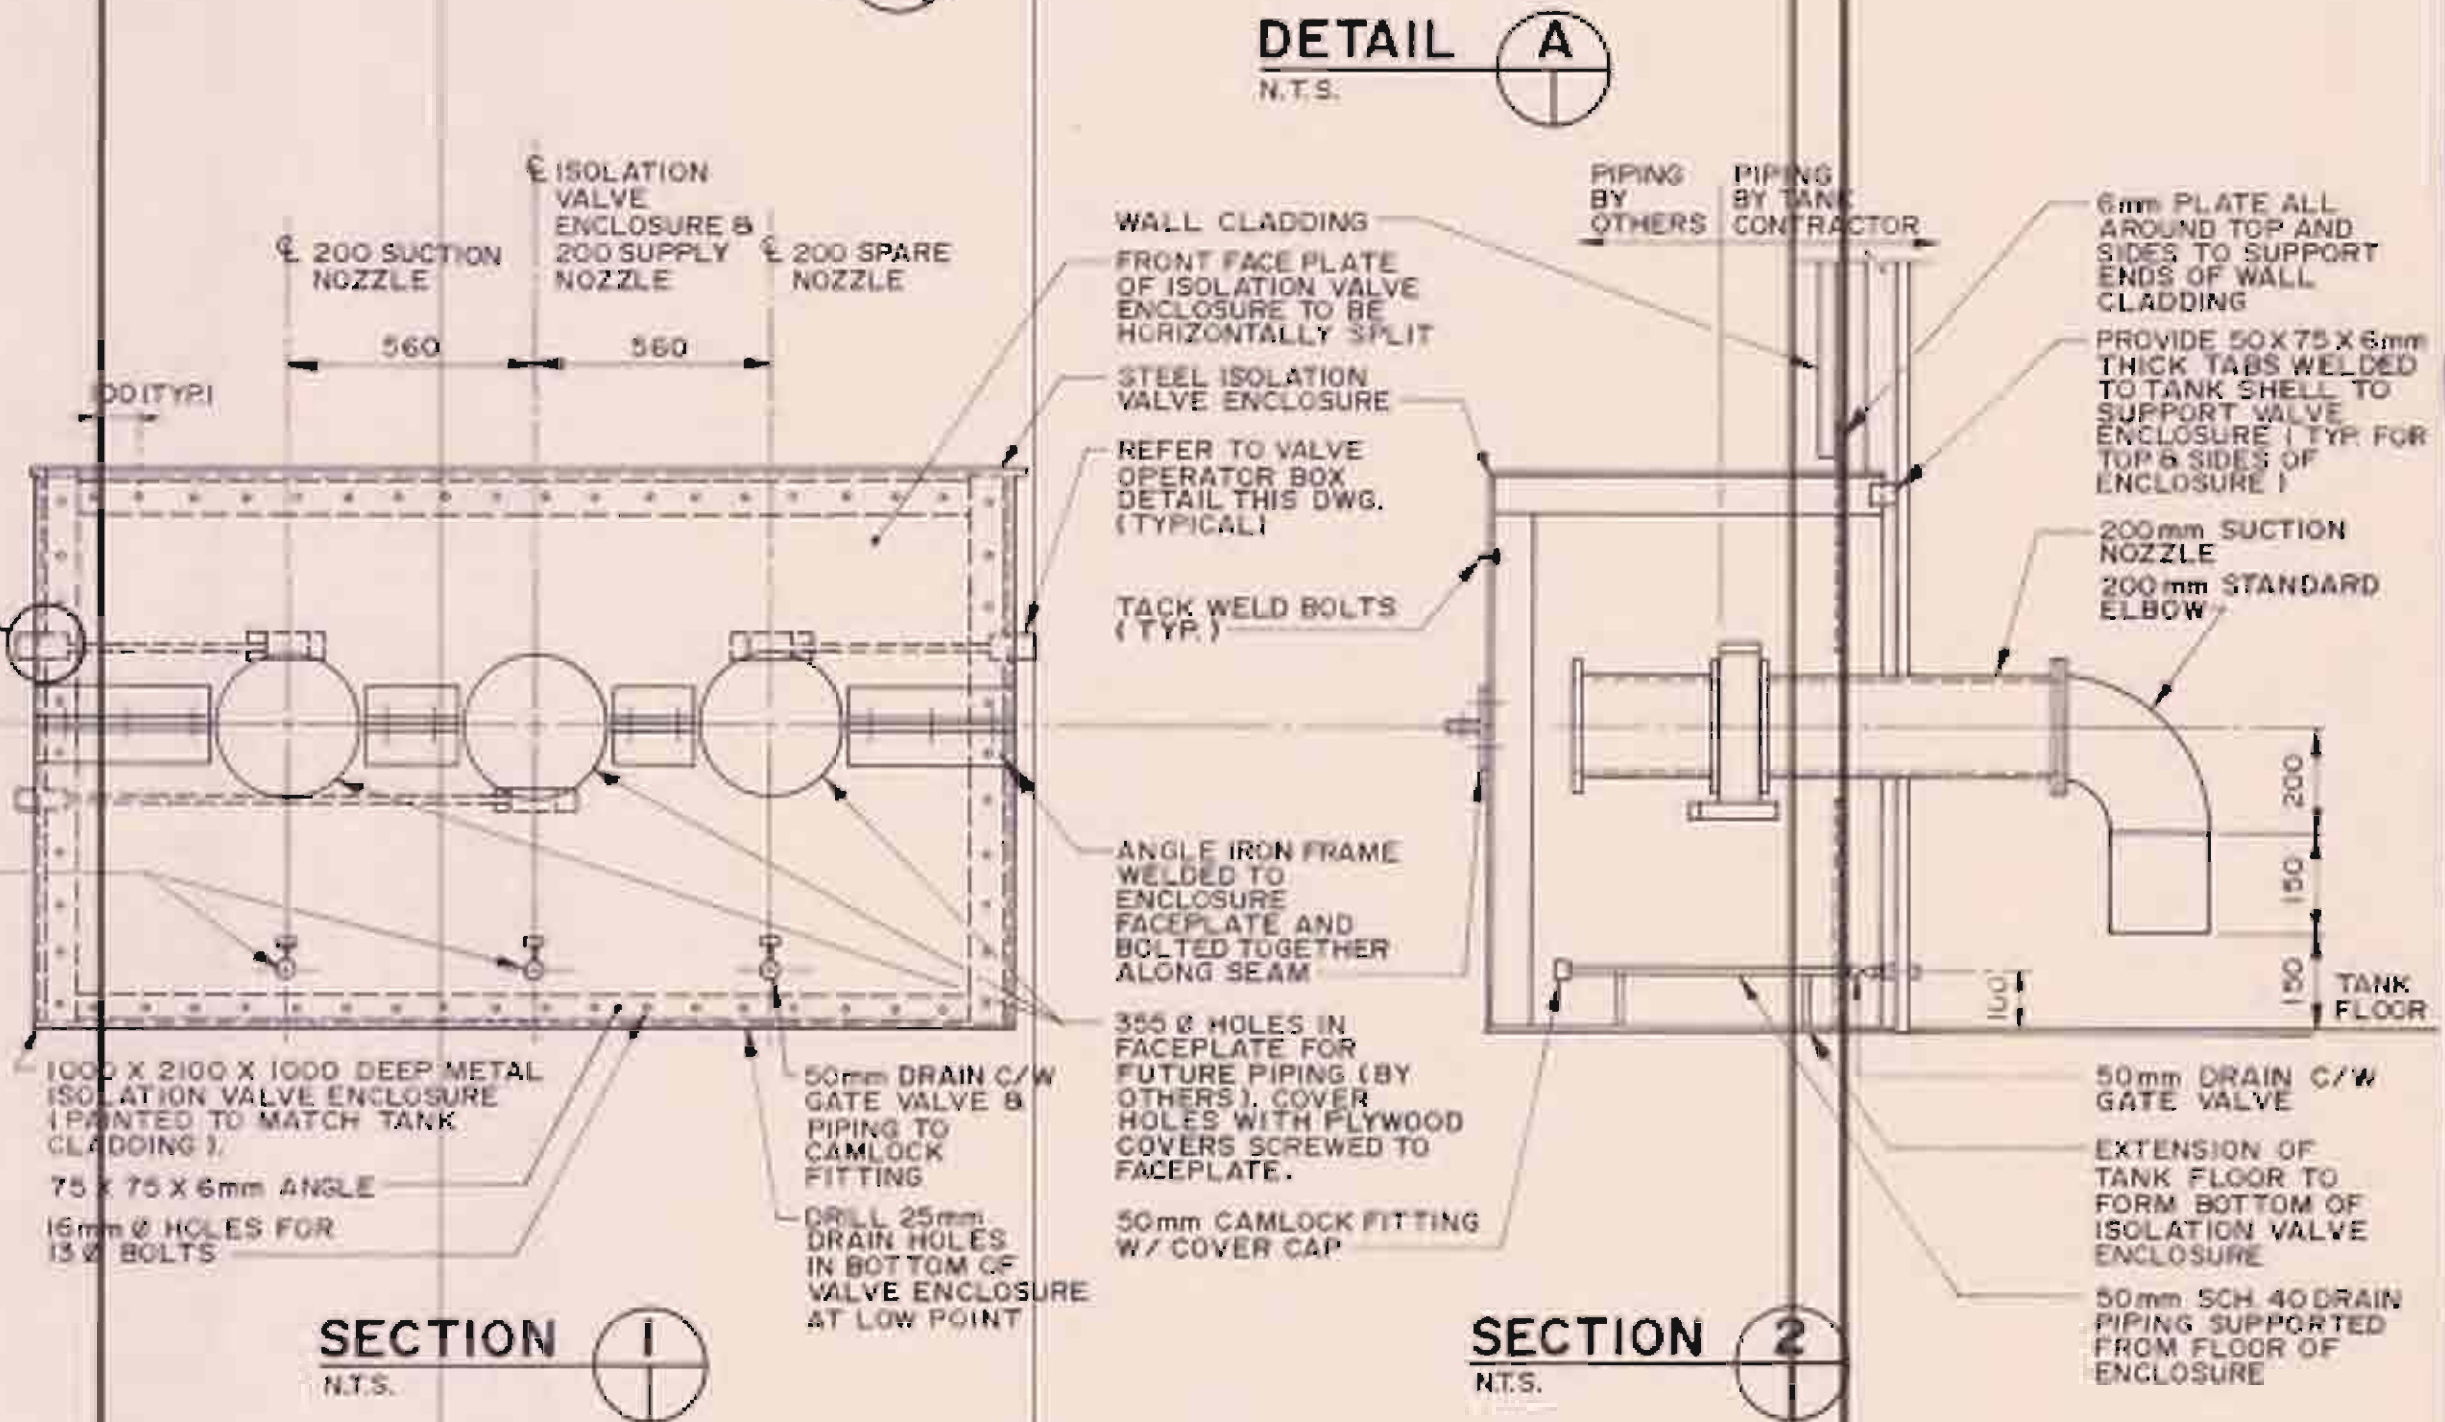 DETAIL A
N.T.S.
℄ ISOLATION
VALVE
ENCLOSURE &
200 SUPPLY
NOZZLE
℄ 200 SUCTION
NOZZLE
℄ 200 SPARE
NOZZLE
560
560
100 (TYP.)
WALL CLADDING
FRONT FACE PLATE
OF ISOLATION VALVE
ENCLOSURE TO BE
HORIZONTALLY SPLIT
STEEL ISOLATION
VALVE ENCLOSURE
REFER TO VALVE
OPERATOR BOX
DETAIL THIS DWG.
(TYPICAL)
TACK WELD BOLTS
(TYP.)
ANGLE IRON FRAME
WELDED TO
ENCLOSURE
FACEPLATE AND
BOLTED TOGETHER
ALONG SEAM
355 Ø HOLES IN
FACEPLATE FOR
FUTURE PIPING (BY
OTHERS). COVER
HOLES WITH PLYWOOD
COVERS SCREWED TO
FACEPLATE.
50mm CAMLOCK FITTING
W/ COVER CAP
1000 X 2100 X 1000 DEEP METAL
ISOLATION VALVE ENCLOSURE
(PAINTED TO MATCH TANK
CLADDING).
75 X 75 X 6mm ANGLE
16mm Ø HOLES FOR
13 Ø BOLTS
50mm DRAIN C/W
GATE VALVE &
PIPING TO
CAMLOCK
FITTING
DRILL 25mm
DRAIN HOLES
IN BOTTOM OF
VALVE ENCLOSURE
AT LOW POINT
SECTION 1
N.T.S.
PIPING
BY
OTHERS
PIPING
BY TANK
CONTRACTOR
6mm PLATE ALL
AROUND TOP AND
SIDES TO SUPPORT
ENDS OF WALL
CLADDING
PROVIDE 50 X 75 X 6mm
THICK TABS WELDED
TO TANK SHELL TO
SUPPORT VALVE
ENCLOSURE (TYP. FOR
TOP & SIDES OF
ENCLOSURE)
200mm SUCTION
NOZZLE
200mm STANDARD
ELBOW
200
150
150
100
TANK
FLOOR
50mm DRAIN C/W
GATE VALVE
EXTENSION OF
TANK FLOOR TO
FORM BOTTOM OF
ISOLATION VALVE
ENCLOSURE
50mm SCH. 40 DRAIN
PIPING SUPPORTED
FROM FLOOR OF
ENCLOSURE
SECTION 2
N.T.S.